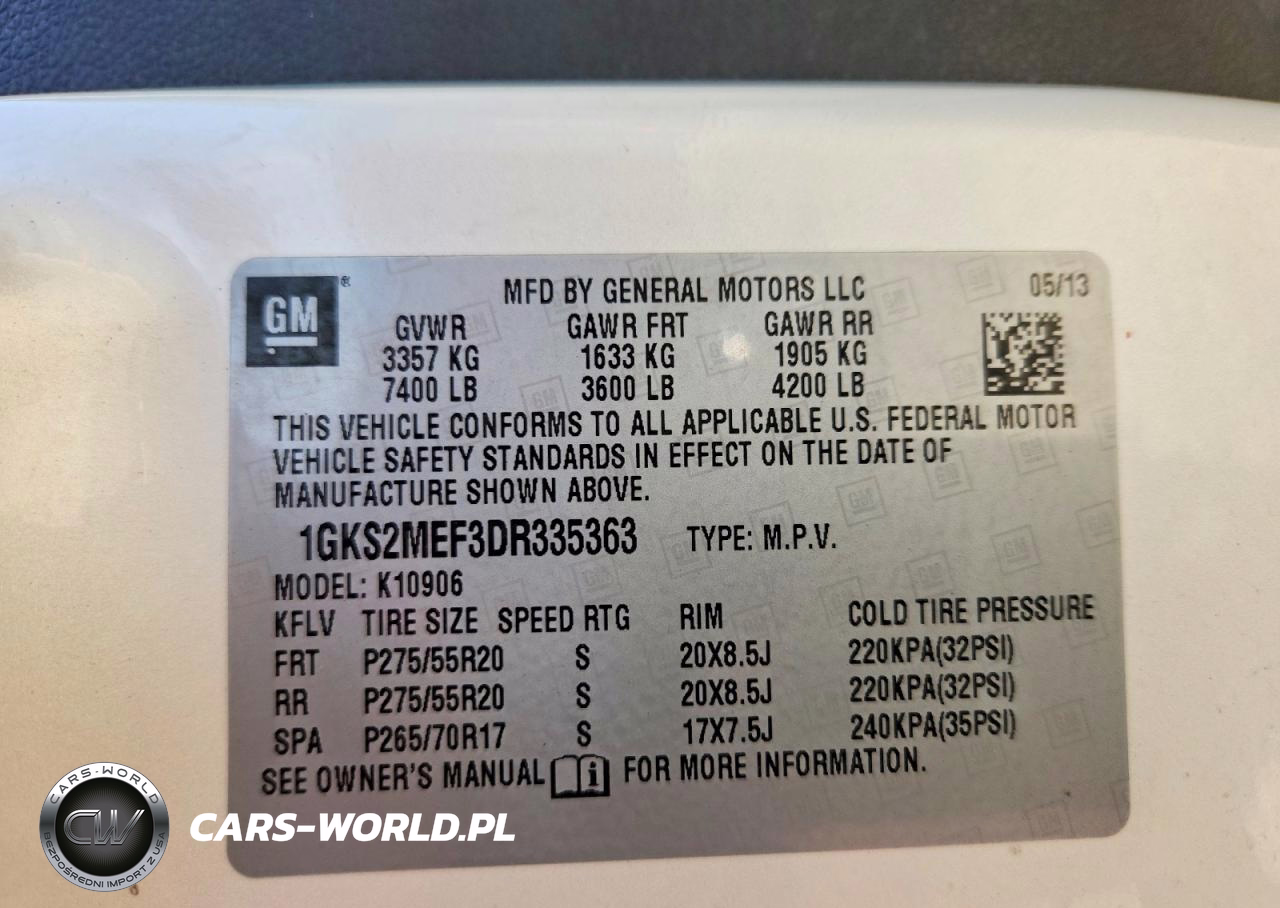 GM ®
MFD BY GENERAL MOTORS LLC
05/13
GVWR GAWR FRT GAWR RR
3357 KG 1633 KG 1905 KG
7400 LB 3600 LB 4200 LB
THIS VEHICLE CONFORMS TO ALL APPLICABLE U.S. FEDERAL MOTOR
VEHICLE SAFETY STANDARDS IN EFFECT ON THE DATE OF
MANUFACTURE SHOWN ABOVE.
1GKS2MEF3DR335363 TYPE: M.P.V.
MODEL: K10906
KFLV TIRE SIZE SPEED RTG RIM COLD TIRE PRESSURE
FRT P275/55R20 S 20X8.5J 220KPA(32PSI)
RR P275/55R20 S 20X8.5J 220KPA(32PSI)
SPA P265/70R17 S 17X7.5J 240KPA(35PSI)
SEE OWNER'S MANUAL i FOR MORE INFORMATION.
CARS-WORLD
CW
BEZPOŚREDNI IMPORT Z USA
CARS-WORLD.PL